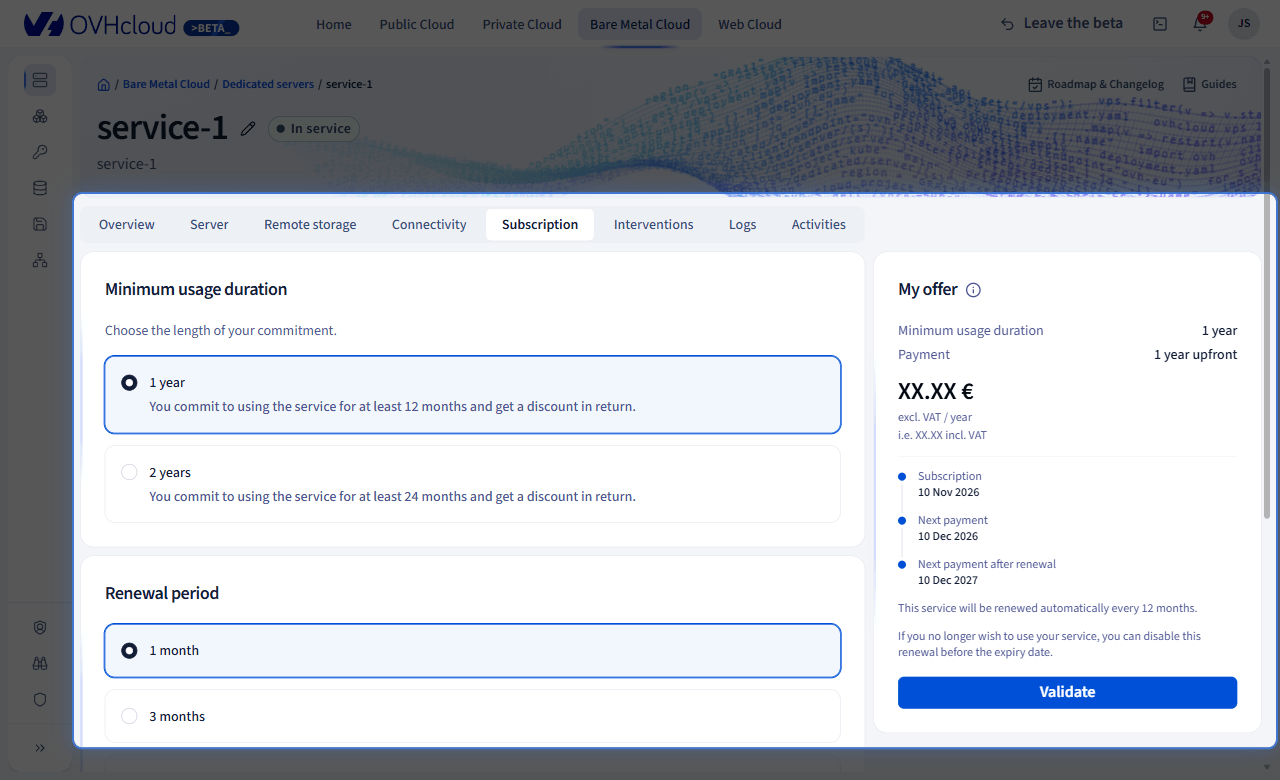 OVHcloud >BETA_
Home Public Cloud Private Cloud Bare Metal Cloud Web Cloud
Leave the beta 9+ JS
/ Bare Metal Cloud / Dedicated servers / service-1
Roadmap & Changelog Guides
service-1 In service
service-1
Overview Server Remote storage Connectivity Subscription Interventions Logs Activities
Minimum usage duration
Choose the length of your commitment.
1 year
You commit to using the service for at least 12 months and get a discount in return.
2 years
You commit to using the service for at least 24 months and get a discount in return.
Renewal period
1 month
3 months
My offer
Minimum usage duration 1 year
Payment 1 year upfront
XX.XX €
excl. VAT / year
i.e. XX.XX incl. VAT
Subscription
10 Nov 2026
Next payment
10 Dec 2026
Next payment after renewal
10 Dec 2027
This service will be renewed automatically every 12 months.
If you no longer wish to use your service, you can disable this
renewal before the expiry date.
Validate